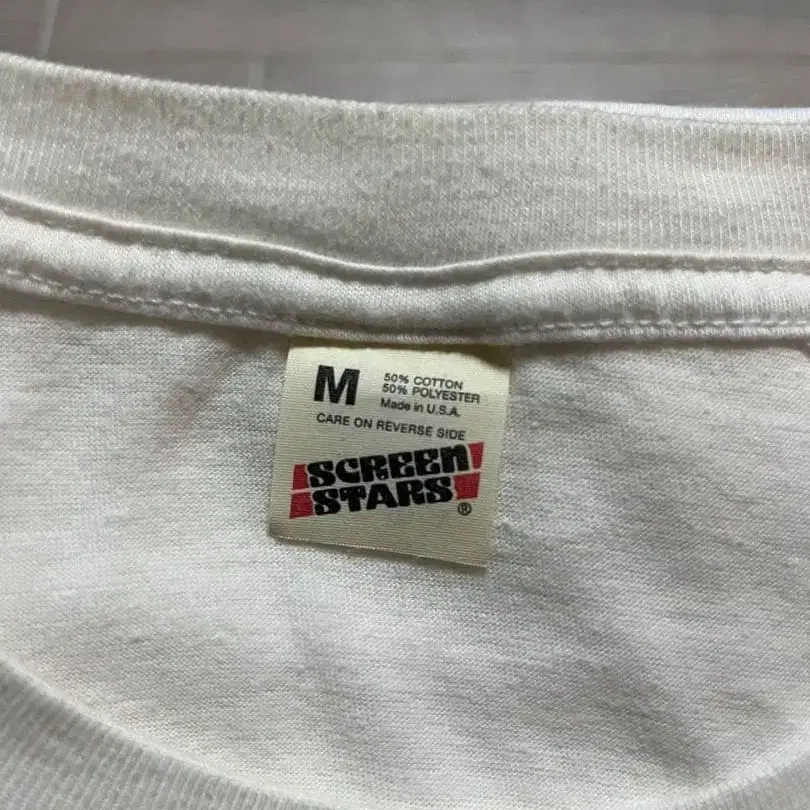 M
50% COTTON
50% POLYESTER
Made in U.S.A.
CARE ON REVERSE SIDE
SCREEN
STARS®